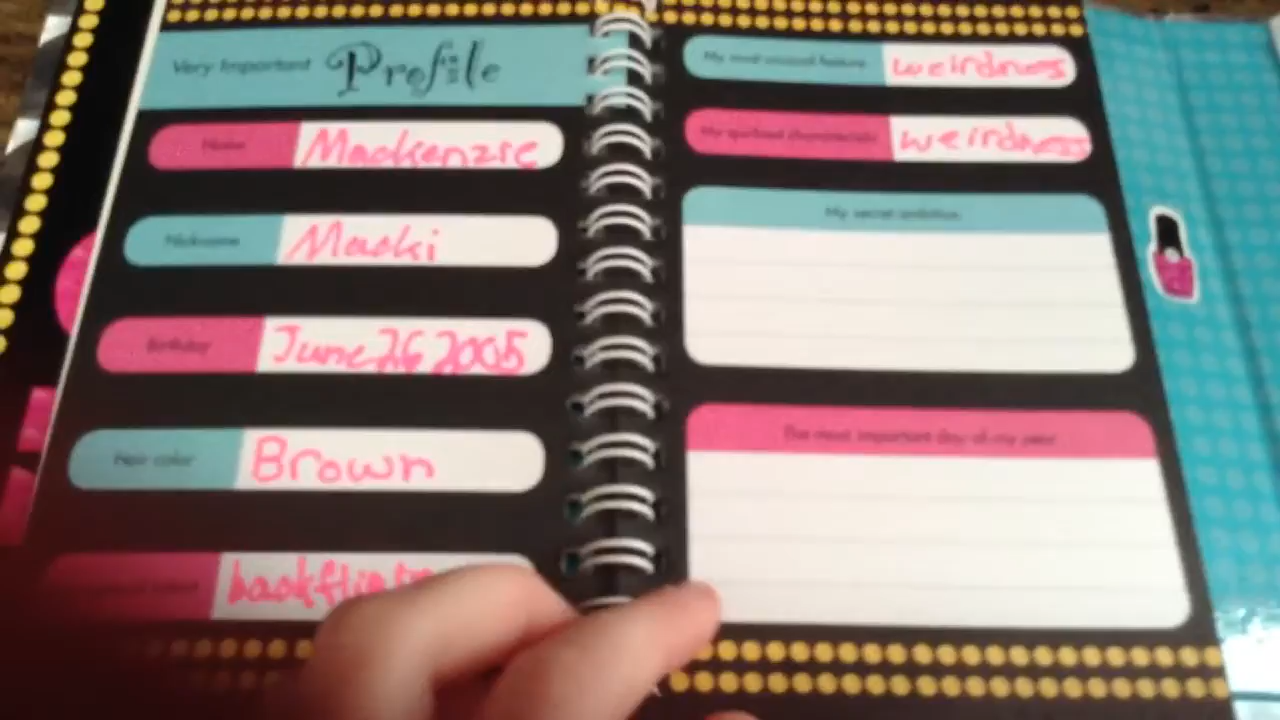 Very Important Profile
Name Mackenzie
Nickname Macki
Birthday June 26 2005
Hair color Brown
My most unusual feature weirdness
My quirkiest characteristic weirdness
My secret ambition
The most important day of my year